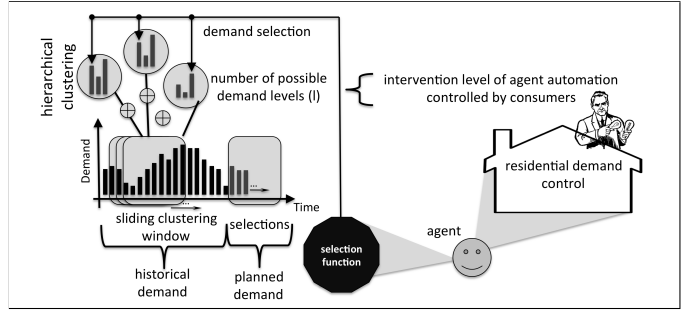 hierarchical
clustering
demand selection
number of possible
demand levels (l)
intervention level of agent automation
controlled by consumers
residential demand
control
Demand
...
...
Time
sliding clustering
window
selections
historical
demand
planned
demand
selection
function
agent